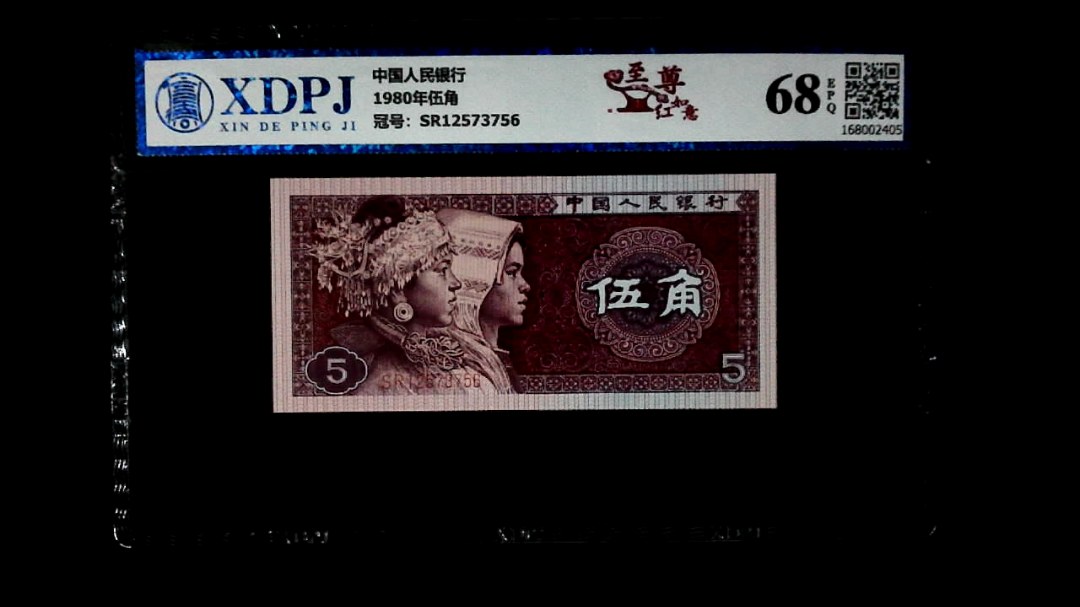 XDPJ
XIN DE PING JI
中国人民银行
1980年伍角
冠号：SR12573756
至尊
红如意
68
EPQ
168002405
中国人民银行
伍角
5
5
SR12573756